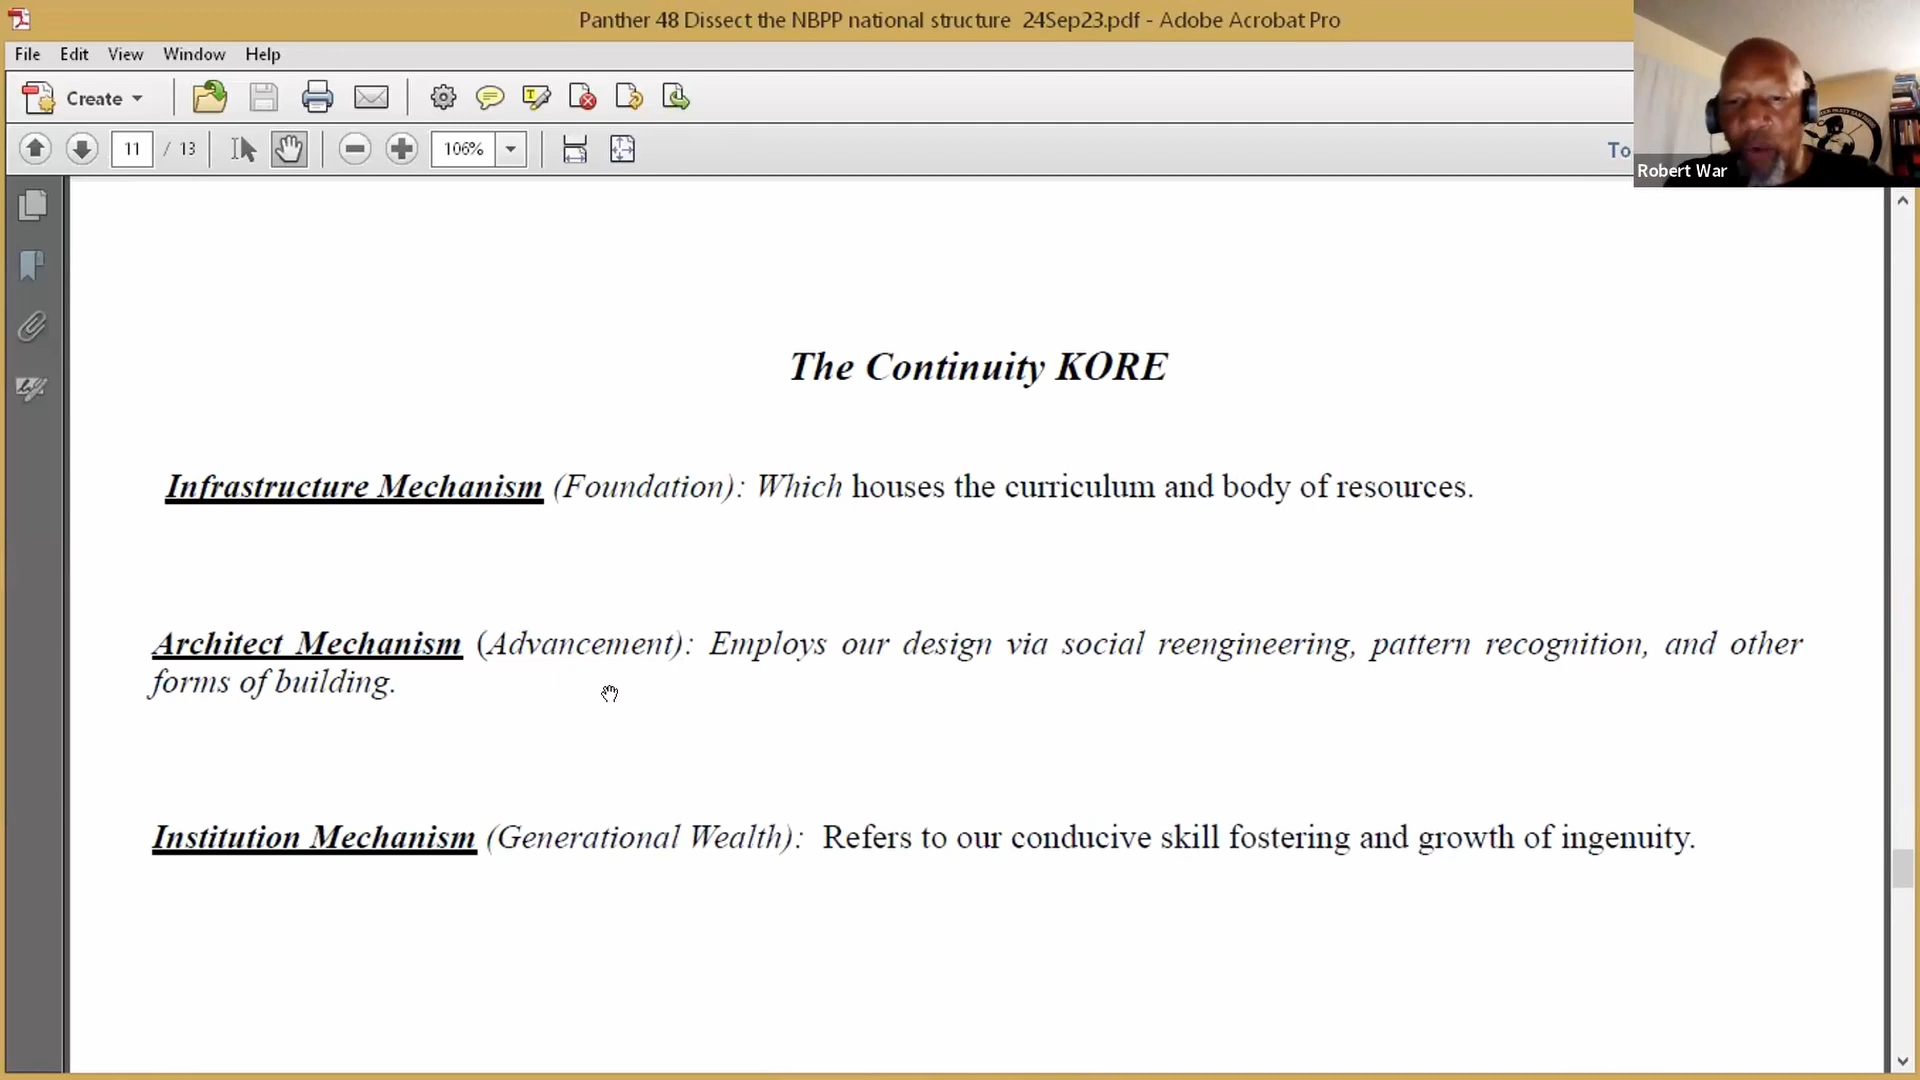 Panther 48 Dissect the NBPP national structure 24Sep23.pdf - Adobe Acrobat Pro
File Edit View Window Help
Create
11 / 13 106% To
Robert War
The Continuity KORE
Infrastructure Mechanism (Foundation): Which houses the curriculum and body of resources.
Architect Mechanism (Advancement): Employs our design via social reengineering, pattern recognition, and other
forms of building.
Institution Mechanism (Generational Wealth): Refers to our conducive skill fostering and growth of ingenuity.